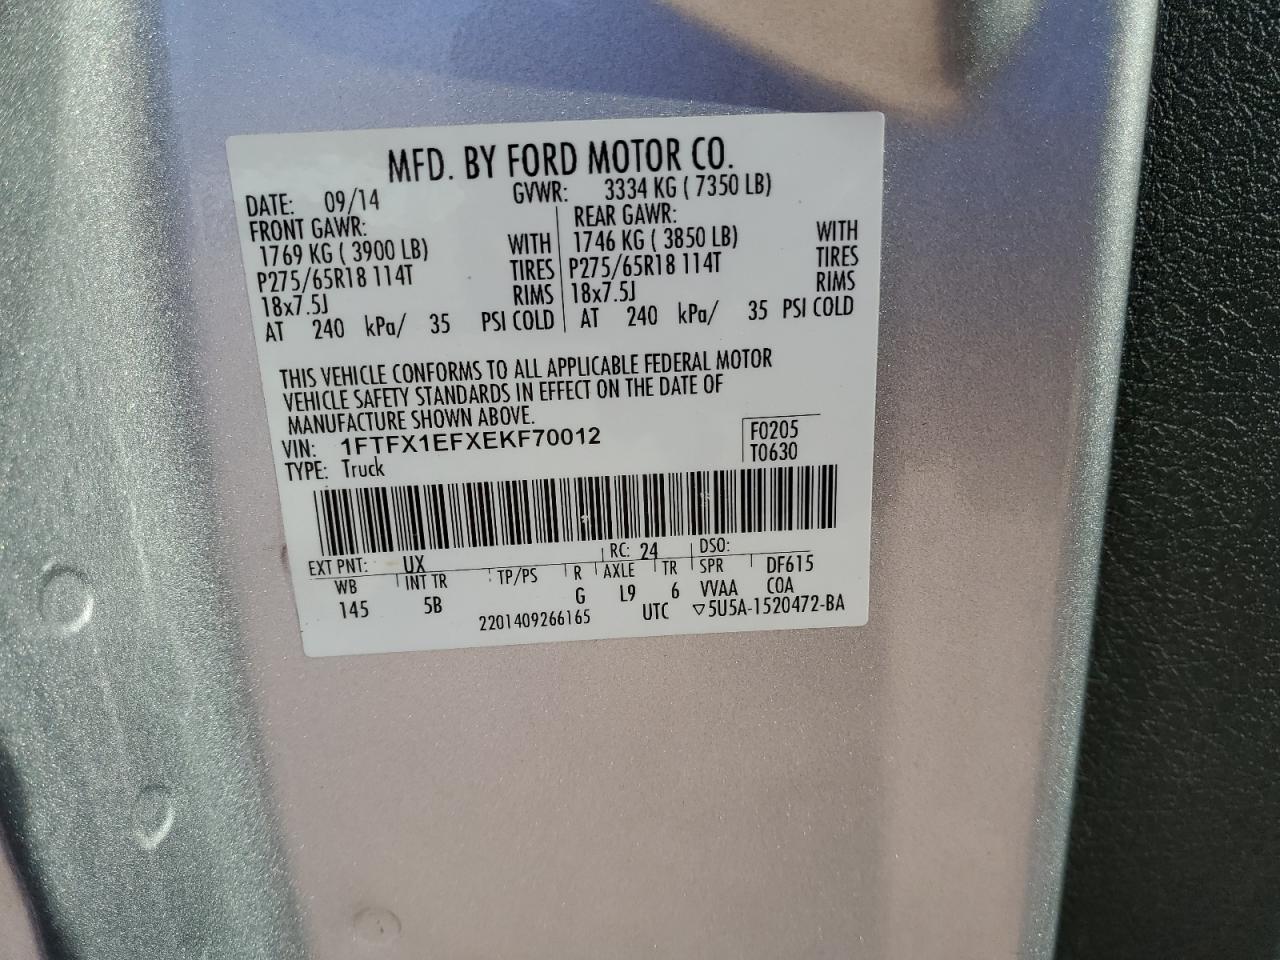 MFD. BY FORD MOTOR CO.
DATE: 09/14 GVWR: 3334 KG ( 7350 LB)
FRONT GAWR: REAR GAWR:
1769 KG ( 3900 LB) WITH 1746 KG ( 3850 LB) WITH
P275/65R18 114T TIRES P275/65R18 114T TIRES
18x7.5J RIMS 18x7.5J RIMS
AT 240 kPa/ 35 PSI COLD AT 240 kPa/ 35 PSI COLD
THIS VEHICLE CONFORMS TO ALL APPLICABLE FEDERAL MOTOR
VEHICLE SAFETY STANDARDS IN EFFECT ON THE DATE OF
MANUFACTURE SHOWN ABOVE.
VIN: 1FTFX1EFXEKF70012 F0205
TYPE: Truck T0630
EXT PNT: UX RC: 24 DSO:
WB INT TR TP/PS R AXLE TR SPR DF615
145 5B G L9 6 VVAA COA
2201409266165 UTC ▽5U5A-1520472-BA